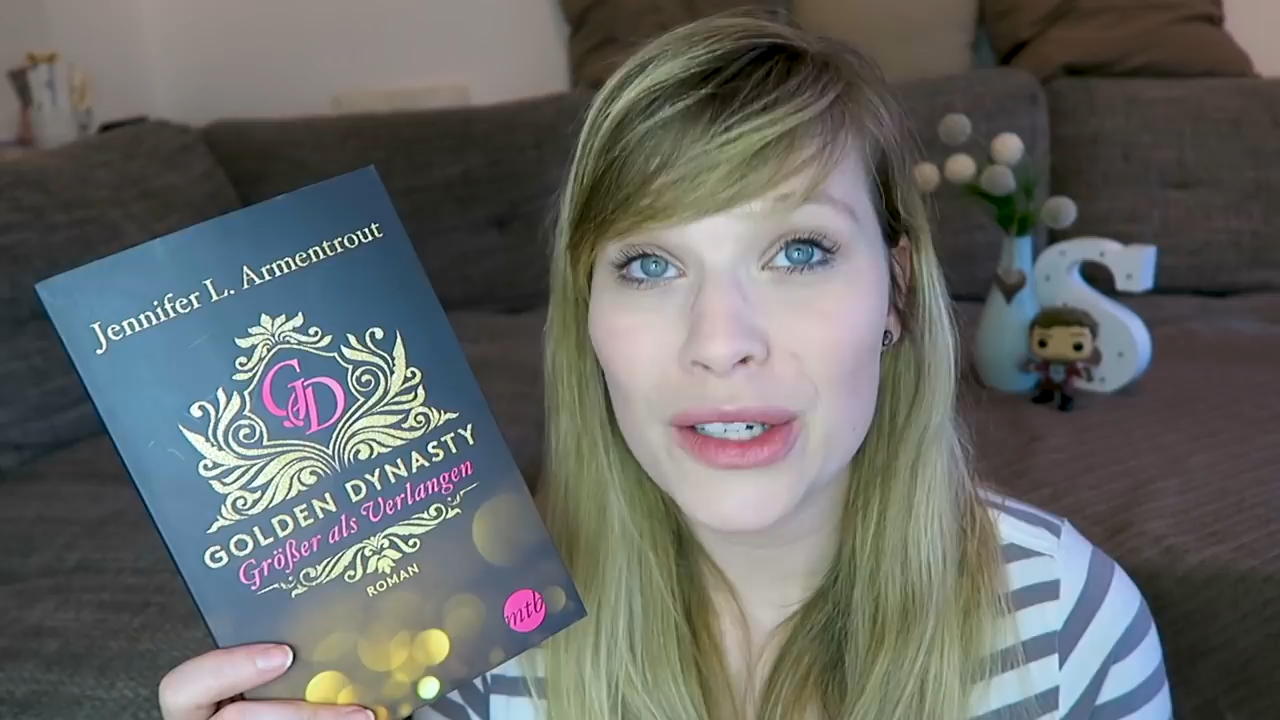 Jennifer L. Armentrout
GD
GOLDEN DYNASTY
Größer als Verlangen
ROMAN
mtb
S